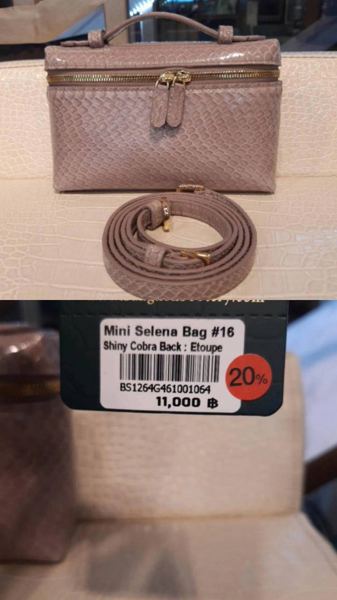 Mini Selena Bag #16
Shiny Cobra Back : Etoupe
BS1264G461001064
11,000 ฿
20%